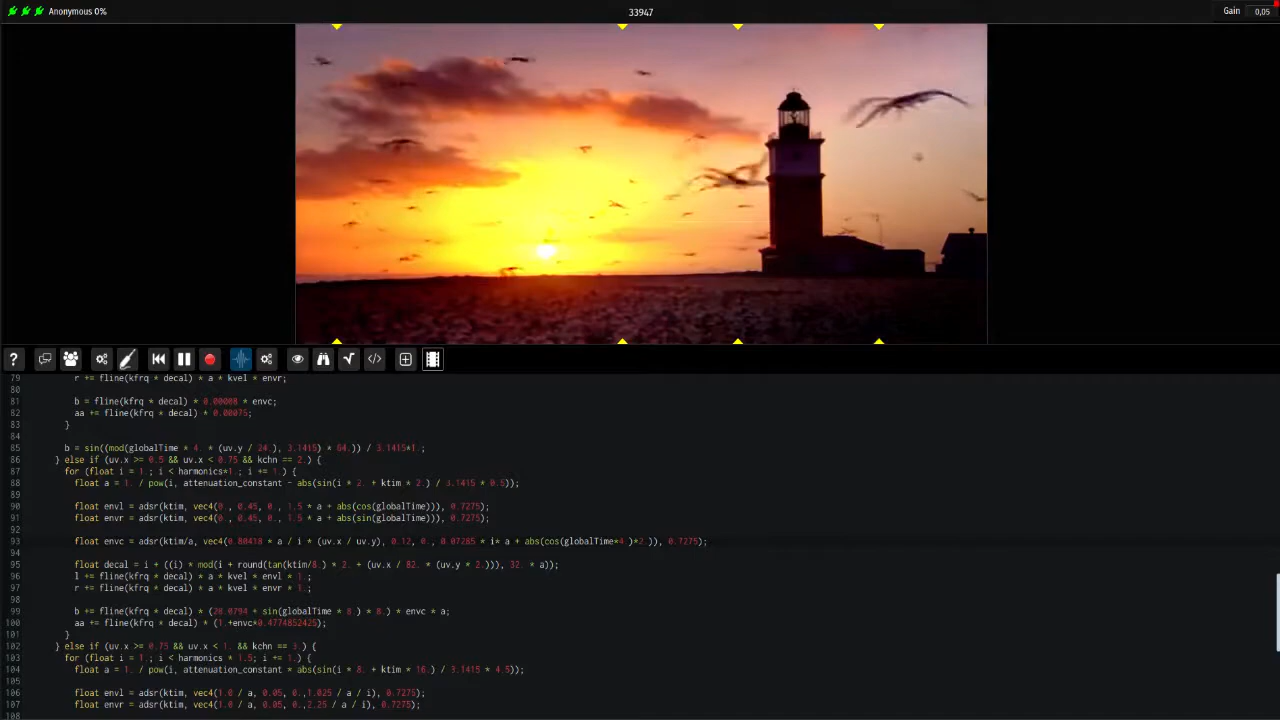 Anonymous 0%
33947
Gain 0,05
79 r += fline(kfrq * decal) * a * kvel * envr;
80
81 b = fline(kfrq * decal) * 0.00008 * envc;
82 aa += fline(kfrq * decal) * 0.00075;
83 }
84
85 b = sin((mod(globalTime * 4. * (uv.y / 24.), 3.1415) * 64.)) / 3.1415*1.;
86 } else if (uv.x >= 0.5 && uv.x < 0.75 && kchn == 2.) {
87 for (float i = 1.; i < harmonics*1.; i += 1.) {
88 float a = 1. / pow(i, attenuation_constant - abs(sin(i * 2. + ktim * 2.) / 3.1415 * 0.5));
89
90 float envl = adsr(ktim, vec4(0., 0.45, 0., 1.5 * a + abs(cos(globalTime))), 0.7275);
91 float envr = adsr(ktim, vec4(0., 0.45, 0., 1.5 * a + abs(sin(globalTime))), 0.7275);
92
93 float envc = adsr(ktim/a, vec4(0.80418 * a / i * (uv.x / uv.y), 0.12, 0., 0.07285 * i* a + abs(cos(globalTime*4.)*2.)), 0.7275);
94
95 float decal = i + ((i) * mod(i + round(tan(ktim/8.) * 2. + (uv.x / 82. * (uv.y * 2.))), 32. * a));
96 l += fline(kfrq * decal) * a * kvel * envl * 1.;
97 r += fline(kfrq * decal) * a * kvel * envr * 1.;
98
99 b += fline(kfrq * decal) * (20.0794 + sin(globalTime * 8.) * 8.) * envc * a;
100 aa += fline(kfrq * decal) * (1.+envc*0.4774852425);
101 }
102 } else if (uv.x >= 0.75 && uv.x < 1. && kchn == 3.) {
103 for (float i = 1.; i < harmonics * 1.5; i += 1.) {
104 float a = 1. / pow(i, attenuation_constant * abs(sin(i * 8. + ktim * 16.) / 3.1415 * 4.5));
105
106 float envl = adsr(ktim, vec4(1.0 / a, 0.05, 0.,1.025 / a / i), 0.7275);
107 float envr = adsr(ktim, vec4(1.0 / a, 0.05, 0.,2.25 / a / i), 0.7275);
108